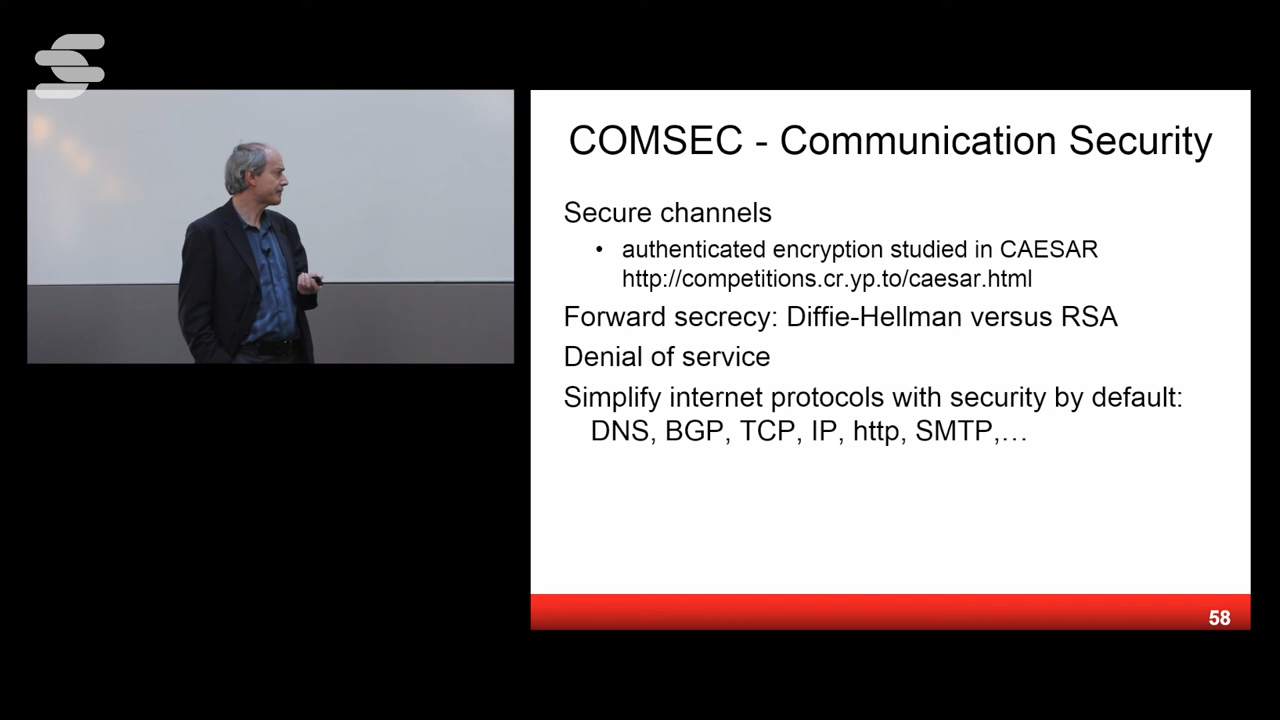 COMSEC - Communication Security
Secure channels
• authenticated encryption studied in CAESAR
http://competitions.cr.yp.to/caesar.html
Forward secrecy: Diffie-Hellman versus RSA
Denial of service
Simplify internet protocols with security by default:
DNS, BGP, TCP, IP, http, SMTP,…
58